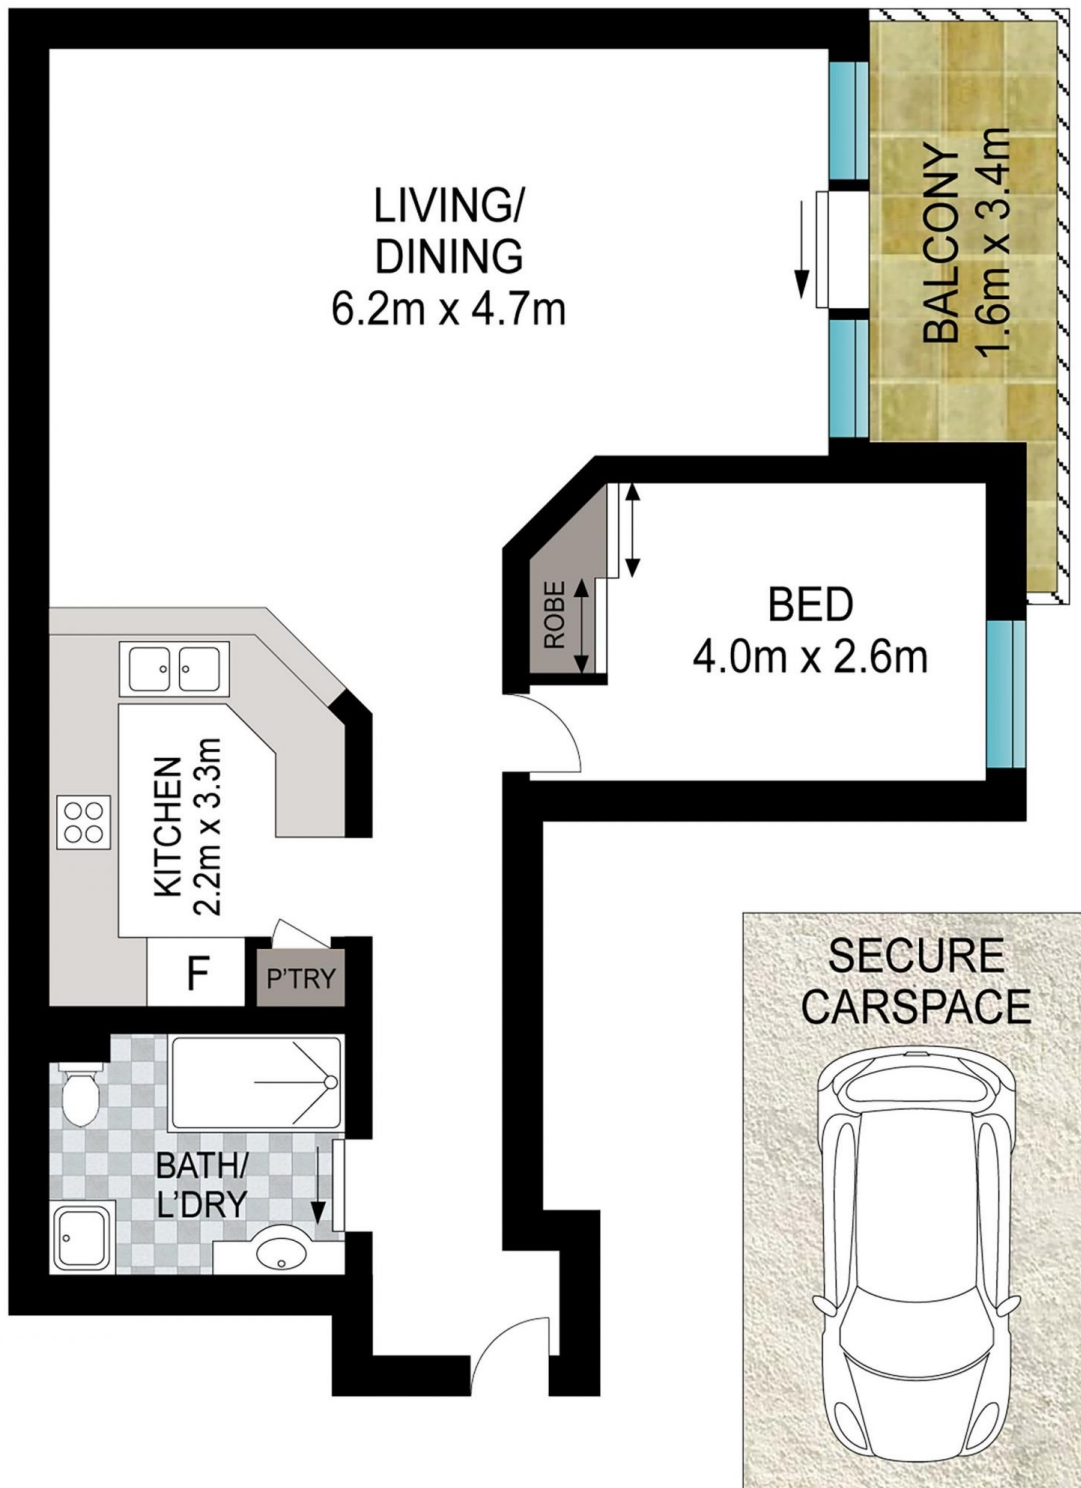 LIVING/
DINING
6.2m x 4.7m
BALCONY
1.6m x 3.4m
ROBE
BED
4.0m x 2.6m
KITCHEN
2.2m x 3.3m
F
P'TRY
BATH/
L'DRY
SECURE
CARSPACE